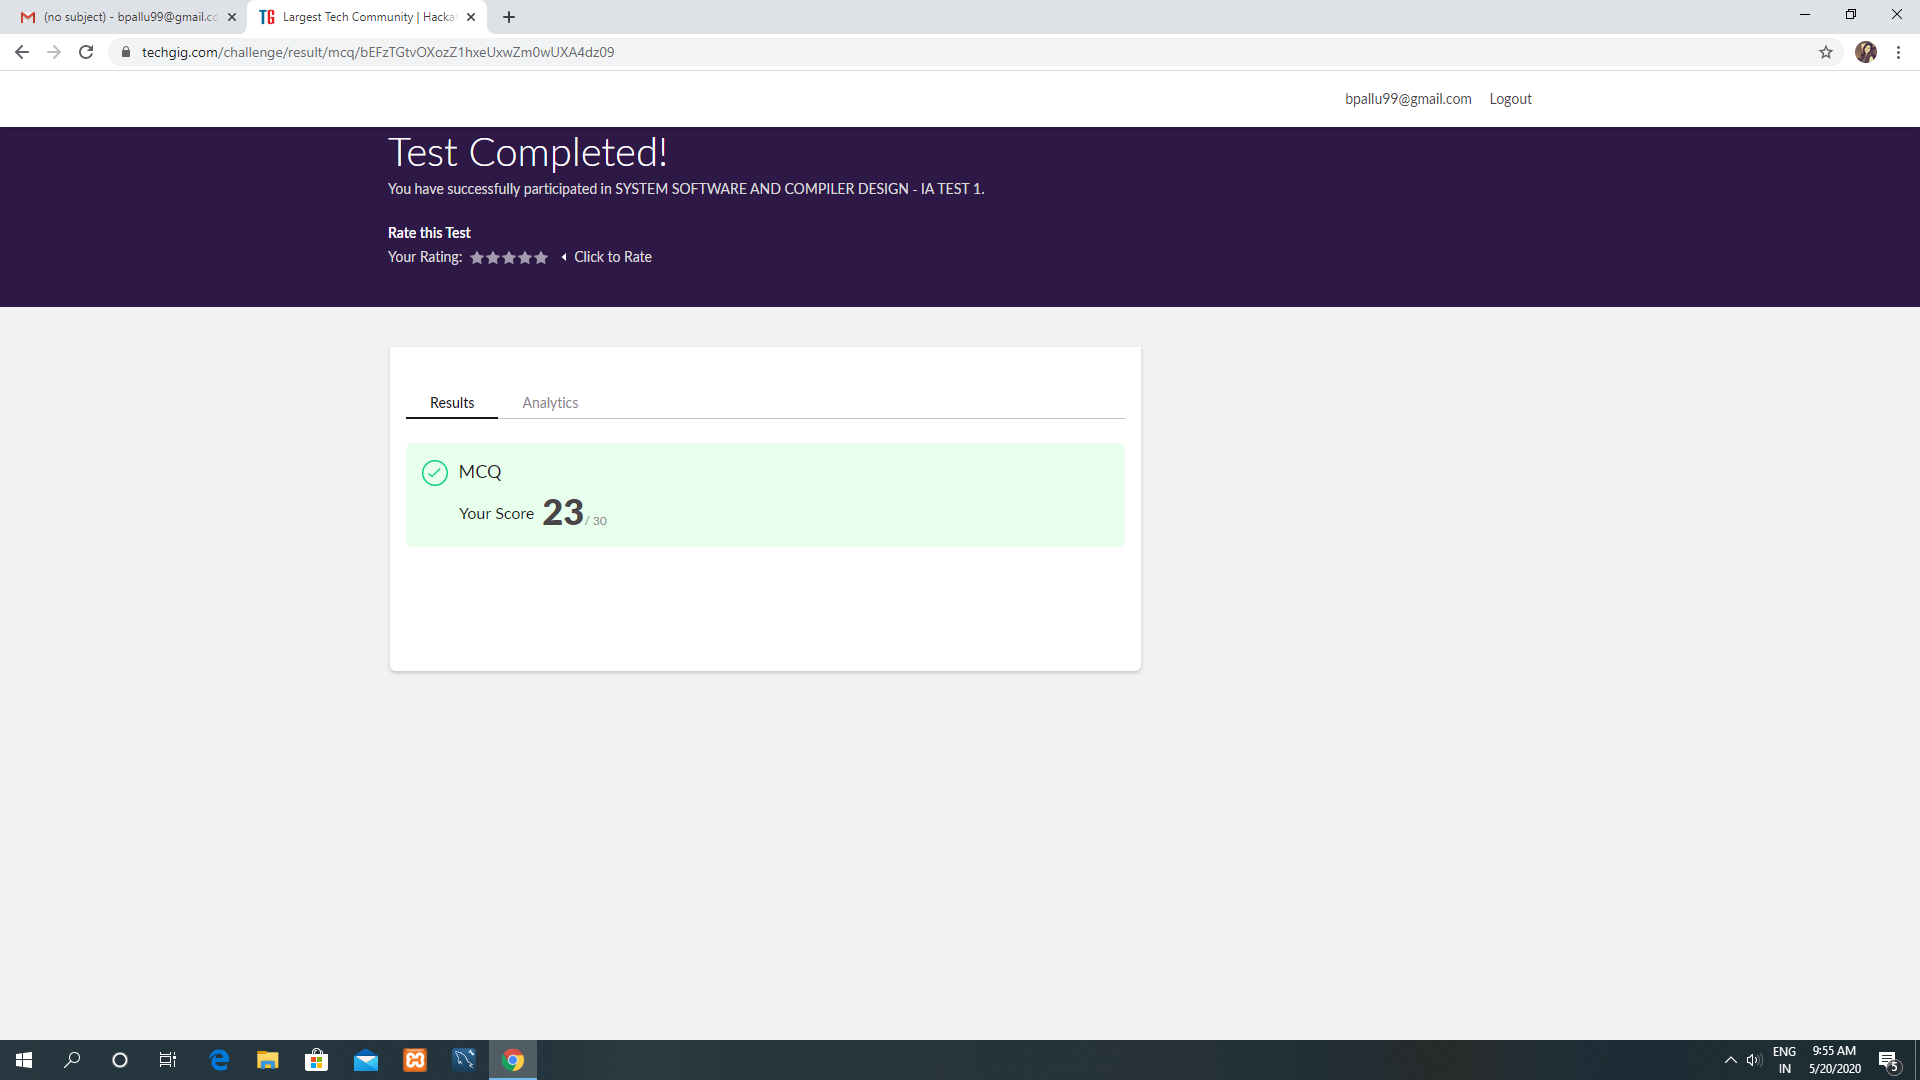 (no subject) - bpallu99@gmail.co
TG Largest Tech Community | Hacka
techgig.com/challenge/result/mcq/bEFzTGtvOXozZ1hxeUxwZm0wUXA4dz09
bpallu99@gmail.com Logout
Test Completed!
You have successfully participated in SYSTEM SOFTWARE AND COMPILER DESIGN - IA TEST 1.
Rate this Test
Your Rating: Click to Rate
Results Analytics
MCQ
Your Score 23 / 30
ENG 9:55 AM
IN 5/20/2020 5